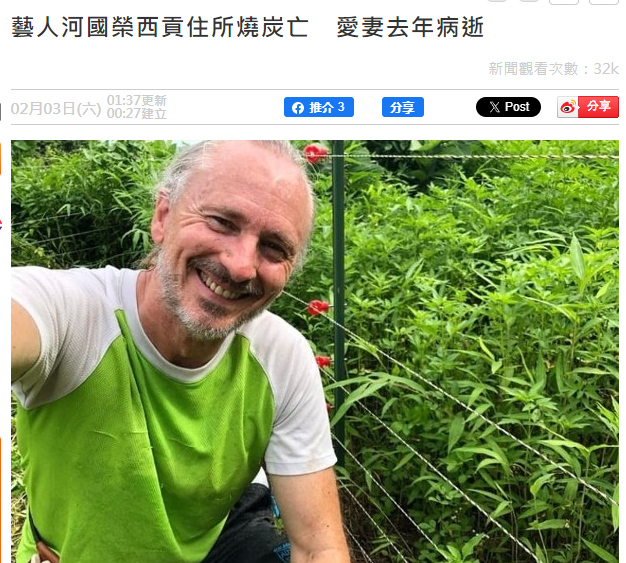 藝人河國榮西貢住所燒炭亡　愛妻去年病逝
新聞觀看次數：32k
02月03日(六) 01:37更新
00:27建立
推介 3
分享
Post
分享